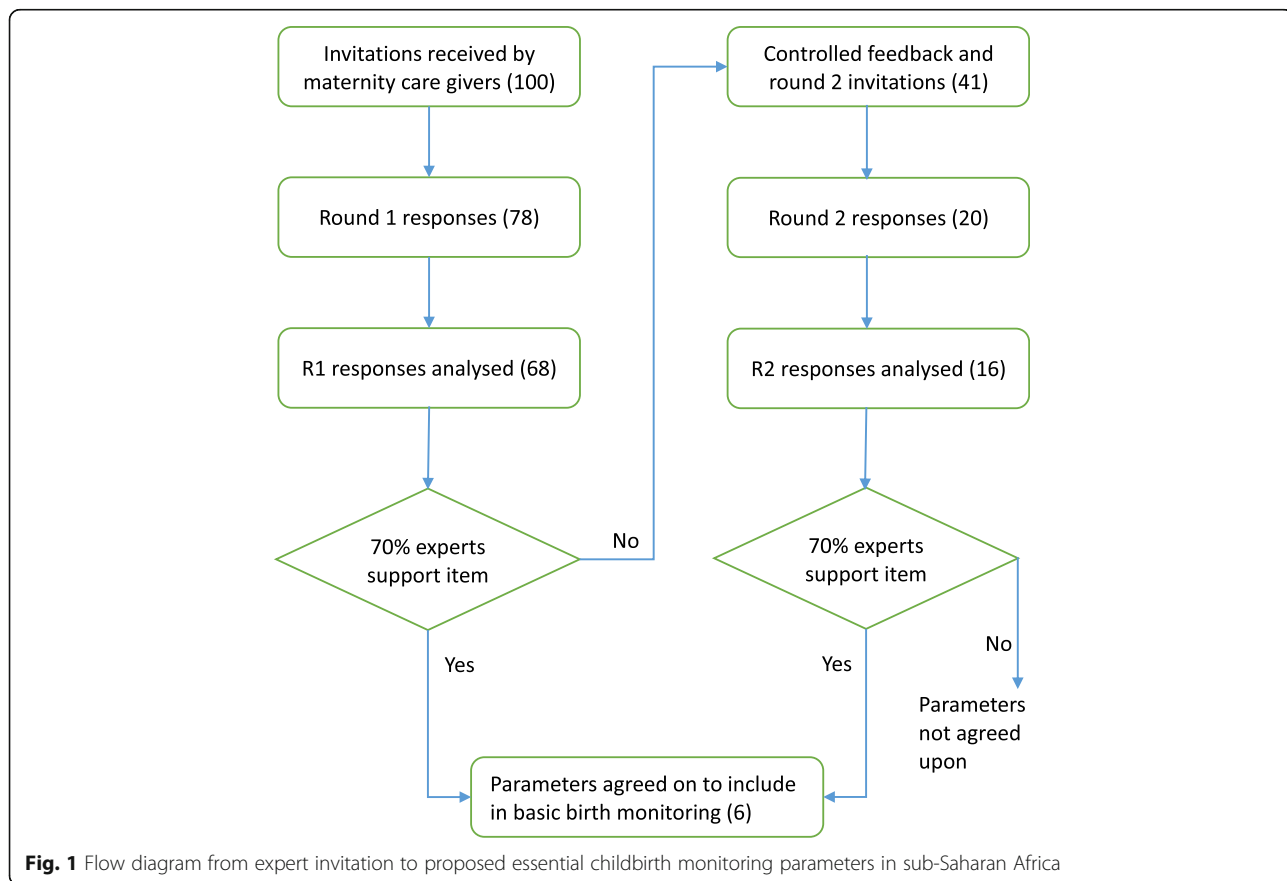 Invitations received by
maternity care givers (100)
Round 1 responses (78)
R1 responses analysed (68)
70% experts
support item
No
Yes
Controlled feedback and
round 2 invitations (41)
Round 2 responses (20)
R2 responses analysed (16)
70% experts
support item
No
Yes
Parameters
not agreed
upon
Parameters agreed on to include
in basic birth monitoring (6)
Fig. 1 Flow diagram from expert invitation to proposed essential childbirth monitoring parameters in sub-Saharan Africa